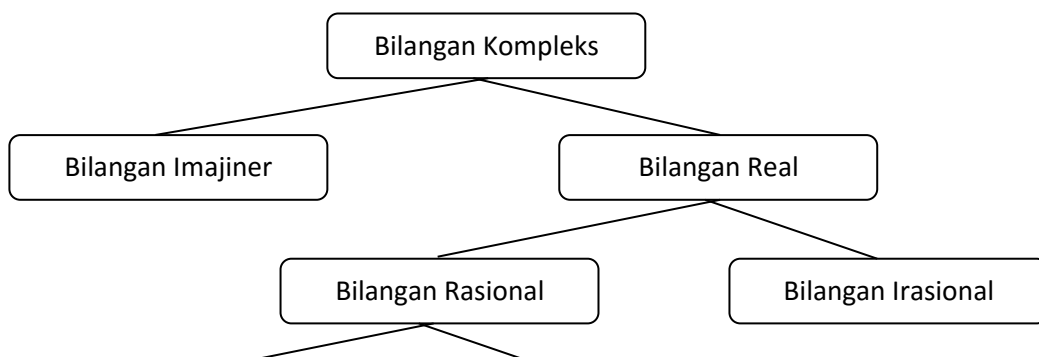 Bilangan Kompleks
Bilangan Imajiner
Bilangan Real
Bilangan Rasional
Bilangan Irasional